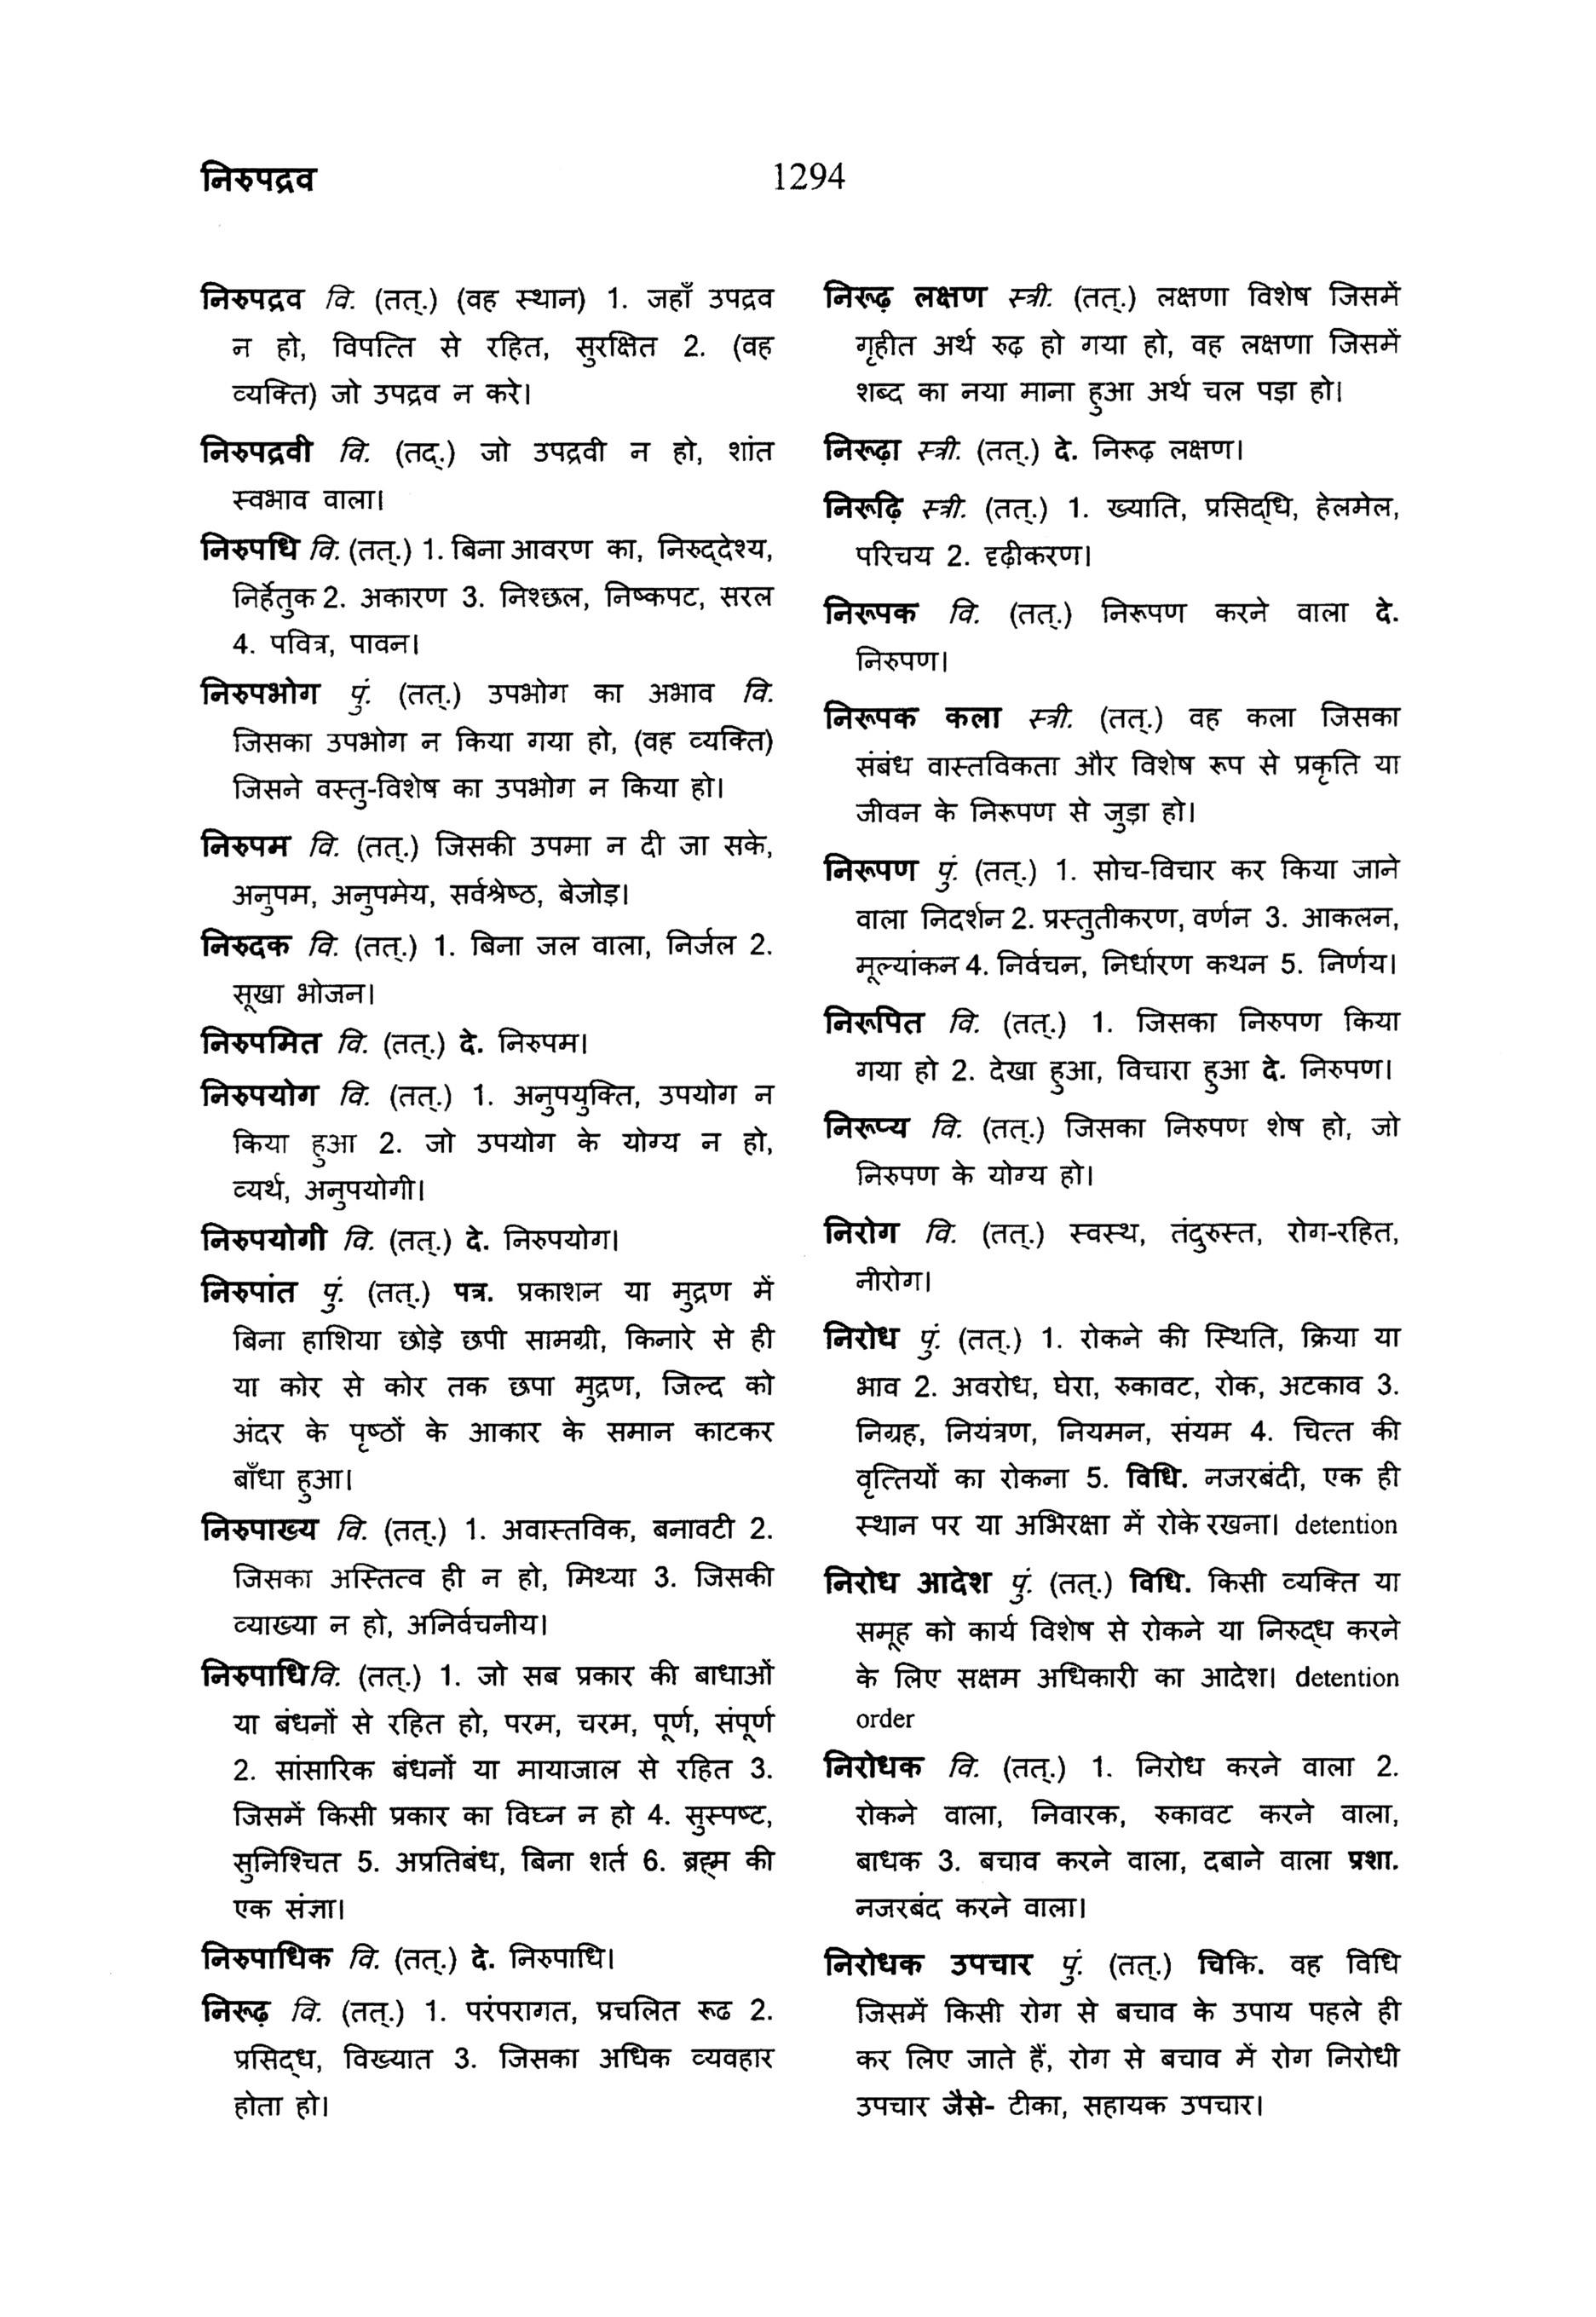 निरुपद्रव
1294
निरुपद्रव वि. (तत्.) (वह स्थान) 1. जहाँ उपद्रव
न हो, विपत्ति से रहित, सुरक्षित 2. (वह
व्यक्ति) जो उपद्रव न करे।
निरुपद्रवी वि. (तद्.) जो उपद्रवी न हो, शांत
स्वभाव वाला।
निरुपधि वि. (तत्.) 1. बिना आवरण का, निरुद्देश्य,
निर्हेतुक 2. अकारण 3. निश्छल, निष्कपट, सरल
4. पवित्र, पावन।
निरुपभोग पुं. (तत्.) उपभोग का अभाव वि.
जिसका उपभोग न किया गया हो, (वह व्यक्ति)
जिसने वस्तु-विशेष का उपभोग न किया हो।
निरुपम वि. (तत्.) जिसकी उपमा न दी जा सके,
अनुपम, अनुपमेय, सर्वश्रेष्ठ, बेजोड़।
निरुदक वि. (तत्.) 1. बिना जल वाला, निर्जल 2.
सूखा भोजन।
निरुपमित वि. (तत्.) दे. निरुपम।
निरुपयोग वि. (तत्.) 1. अनुपयुक्ति, उपयोग न
किया हुआ 2. जो उपयोग के योग्य न हो,
व्यर्थ, अनुपयोगी।
निरुपयोगी वि. (तत्.) दे. निरुपयोग।
निरुपांत पुं. (तत्.) पत्र. प्रकाशन या मुद्रण में
बिना हाशिया छोड़े छपी सामग्री, किनारे से ही
या कोर से कोर तक छपा मुद्रण, जिल्द को
अंदर के पृष्ठों के आकार के समान काटकर
बाँधा हुआ।
निरुपाख्य वि. (तत्.) 1. अवास्तविक, बनावटी 2.
जिसका अस्तित्व ही न हो, मिथ्या 3. जिसकी
व्याख्या न हो, अनिर्वचनीय।
निरुपाधि वि. (तत्.) 1. जो सब प्रकार की बाधाओं
या बंधनों से रहित हो, परम, चरम, पूर्ण, संपूर्ण
2. सांसारिक बंधनों या मायाजाल से रहित 3.
जिसमें किसी प्रकार का विघ्न न हो 4. सुस्पष्ट,
सुनिश्चित 5. अप्रतिबंध, बिना शर्त 6. ब्रह्म की
एक संज्ञा।
निरुपाधिक वि. (तत्.) दे. निरुपाधि।
निरूढ़ वि. (तत्.) 1. परंपरागत, प्रचलित रूढ 2.
प्रसिद्ध, विख्यात 3. जिसका अधिक व्यवहार
होता हो।
निरूढ़ लक्षण स्त्री. (तत्.) लक्षणा विशेष जिसमें
गृहीत अर्थ रुढ़ हो गया हो, वह लक्षणा जिसमें
शब्द का नया माना हुआ अर्थ चल पड़ा हो।
निरूढ़ा स्त्री. (तत्.) दे. निरूढ़ लक्षण।
निरूढ़ि स्त्री. (तत्.) 1. ख्याति, प्रसिद्धि, हेलमेल,
परिचय 2. दृढ़ीकरण।
निरूपक वि. (तत्.) निरूपण करने वाला दे.
निरुपण।
निरूपक कला स्त्री. (तत्.) वह कला जिसका
संबंध वास्तविकता और विशेष रूप से प्रकृति या
जीवन के निरूपण से जुड़ा हो।
निरूपण पुं. (तत्.) 1. सोच-विचार कर किया जाने
वाला निदर्शन 2. प्रस्तुतीकरण, वर्णन 3. आकलन,
मूल्यांकन 4. निर्वचन, निर्धारण कथन 5. निर्णय।
निरूपित वि. (तत्.) 1. जिसका निरुपण किया
गया हो 2. देखा हुआ, विचारा हुआ दे. निरुपण।
निरूप्य वि. (तत्.) जिसका निरुपण शेष हो, जो
निरुपण के योग्य हो।
निरोग वि. (तत्.) स्वस्थ, तंदुरुस्त, रोग-रहित,
नीरोग।
निरोध पुं. (तत्.) 1. रोकने की स्थिति, क्रिया या
भाव 2. अवरोध, घेरा, रुकावट, रोक, अटकाव 3.
निग्रह, नियंत्रण, नियमन, संयम 4. चित्त की
वृत्तियों का रोकना 5. विधि. नजरबंदी, एक ही
स्थान पर या अभिरक्षा में रोके रखना। detention
निरोध आदेश पुं. (तत्.) विधि. किसी व्यक्ति या
समूह को कार्य विशेष से रोकने या निरुद्ध करने
के लिए सक्षम अधिकारी का आदेश। detention
order
निरोधक वि. (तत्.) 1. निरोध करने वाला 2.
रोकने वाला, निवारक, रुकावट करने वाला,
बाधक 3. बचाव करने वाला, दबाने वाला प्रशा.
नजरबंद करने वाला।
निरोधक उपचार पुं. (तत्.) चिकि. वह विधि
जिसमें किसी रोग से बचाव के उपाय पहले ही
कर लिए जाते हैं, रोग से बचाव में रोग निरोधी
उपचार जैसे- टीका, सहायक उपचार।